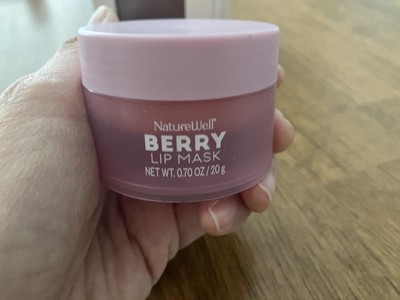 NatureWell®
BERRY
LIP MASK
NET WT. 0.70 OZ / 20 g